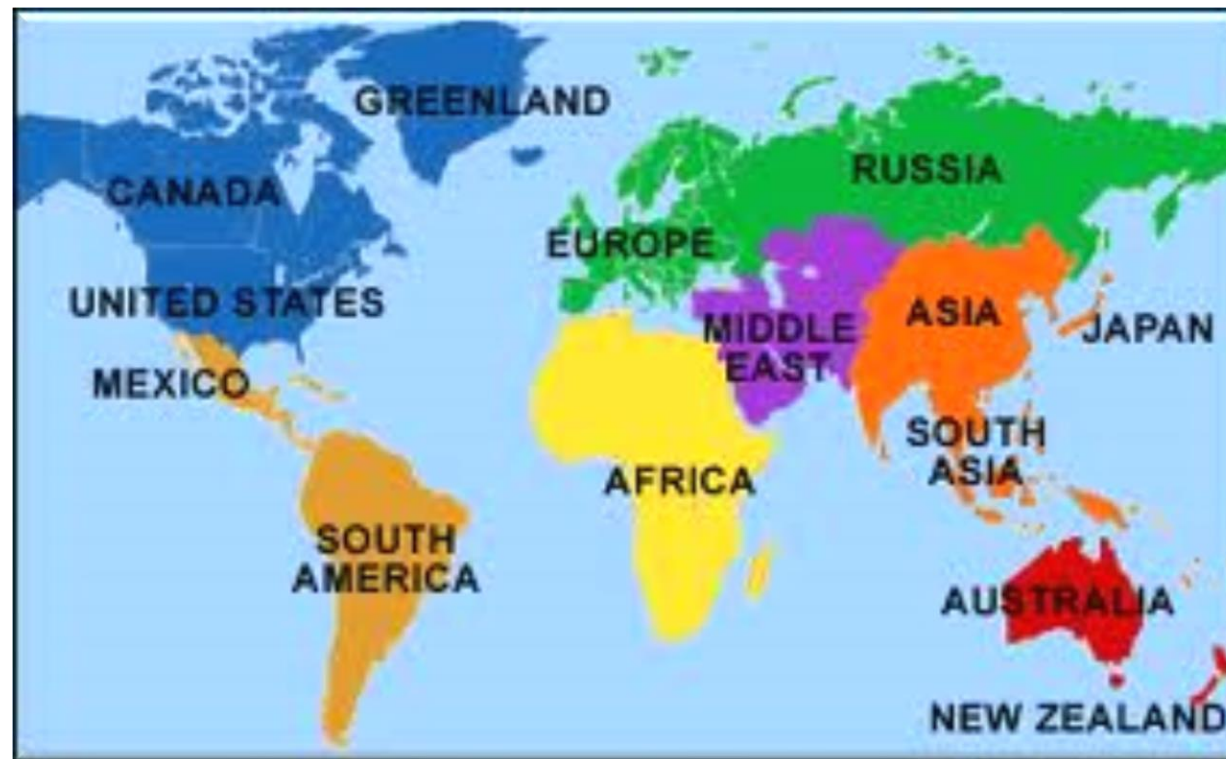 GREENLAND
CANADA
RUSSIA
EUROPE
UNITED STATES
ASIA
JAPAN
MIDDLE
EAST
MEXICO
SOUTH
ASIA
AFRICA
SOUTH
AMERICA
AUSTRALIA
NEW ZEALAND